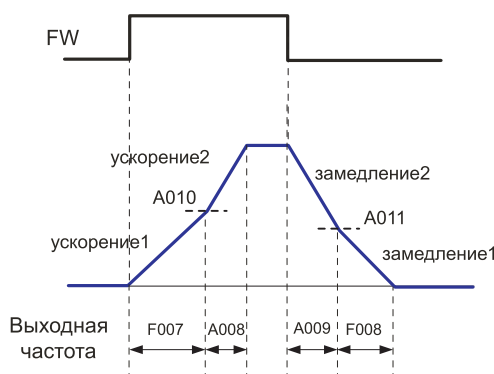 FW
ускорение2
замедление2
A010
A011
ускорение1
замедление1
Выходная
частота
F007
A008
A009
F008